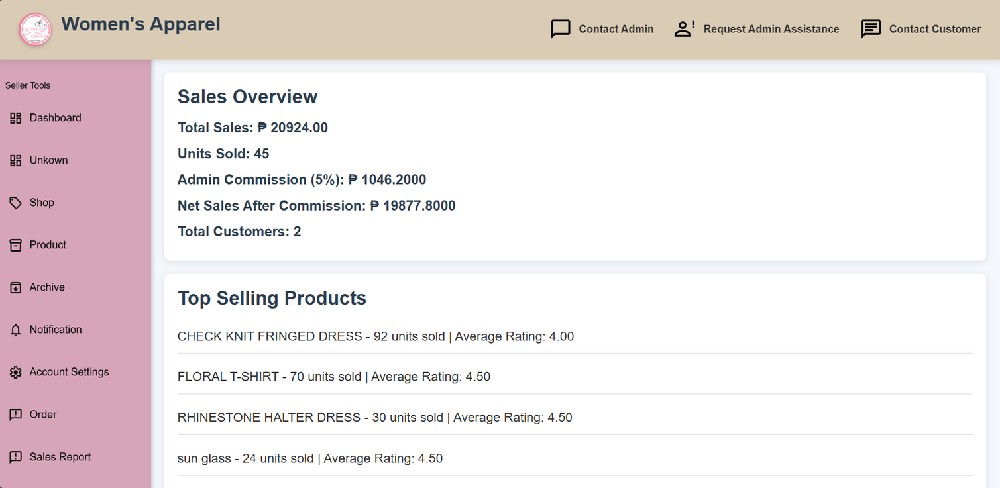 Women's Apparel
Contact Admin
Request Admin Assistance
Contact Customer
Seller Tools
Dashboard
Unkown
Shop
Product
Archive
Notification
Account Settings
Order
Sales Report
Sales Overview
Total Sales: ₱ 20924.00
Units Sold: 45
Admin Commission (5%): ₱ 1046.2000
Net Sales After Commission: ₱ 19877.8000
Total Customers: 2
Top Selling Products
CHECK KNIT FRINGED DRESS - 92 units sold | Average Rating: 4.00
FLORAL T-SHIRT - 70 units sold | Average Rating: 4.50
RHINESTONE HALTER DRESS - 30 units sold | Average Rating: 4.50
sun glass - 24 units sold | Average Rating: 4.50